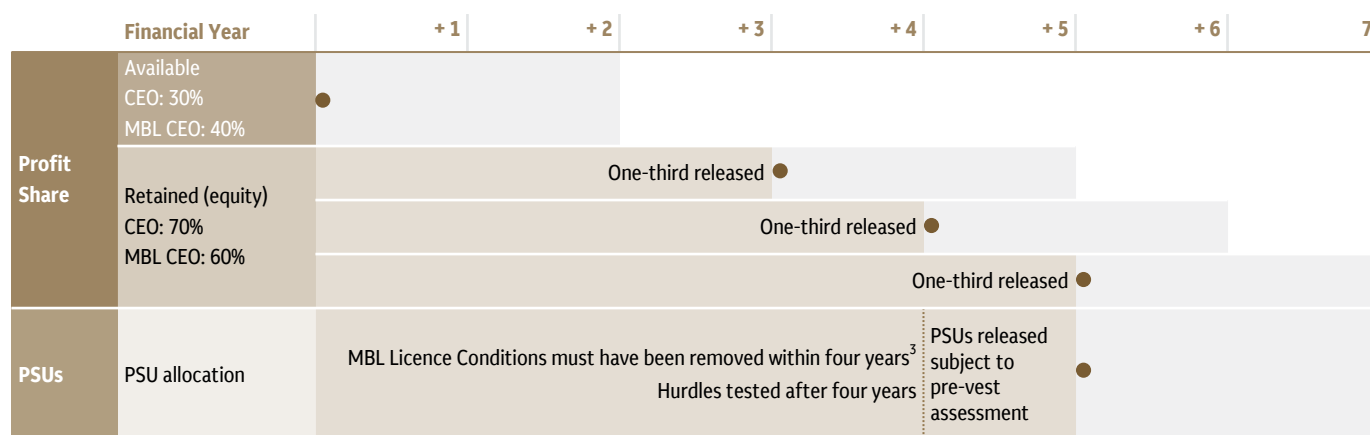 Financial Year
+ 1
+ 2
+ 3
+ 4
+ 5
+ 6
7
Profit
Share
Available
CEO: 30%
MBL CEO: 40%
Retained (equity)
CEO: 70%
MBL CEO: 60%
One-third released
One-third released
One-third released
PSUs
PSU allocation
MBL Licence Conditions must have been removed within four years³
Hurdles tested after four years
PSUs released
subject to
pre-vest
assessment